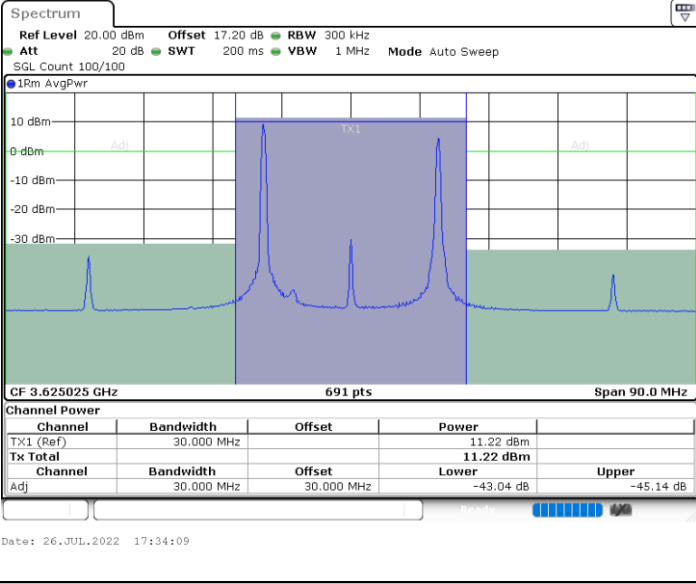 Spectrum
Ref Level 20.00 dBm Offset 17.20 dB RBW 300 kHz
Att 20 dB SWT 200 ms VBW 1 MHz Mode Auto Sweep
SGL Count 100/100
1Rm AvgPwr
10 dBm
TX1
Adj
Adj
0 dBm
-10 dBm
-20 dBm
-30 dBm
CF 3.625025 GHz 691 pts Span 90.0 MHz
Channel Power
Channel Bandwidth Offset Power
TX1 (Ref) 30.000 MHz 11.22 dBm
Tx Total 11.22 dBm
Channel Bandwidth Offset Lower Upper
Adj 30.000 MHz 30.000 MHz -43.04 dB -45.14 dB
Ready
Date: 26.JUL.2022 17:34:09